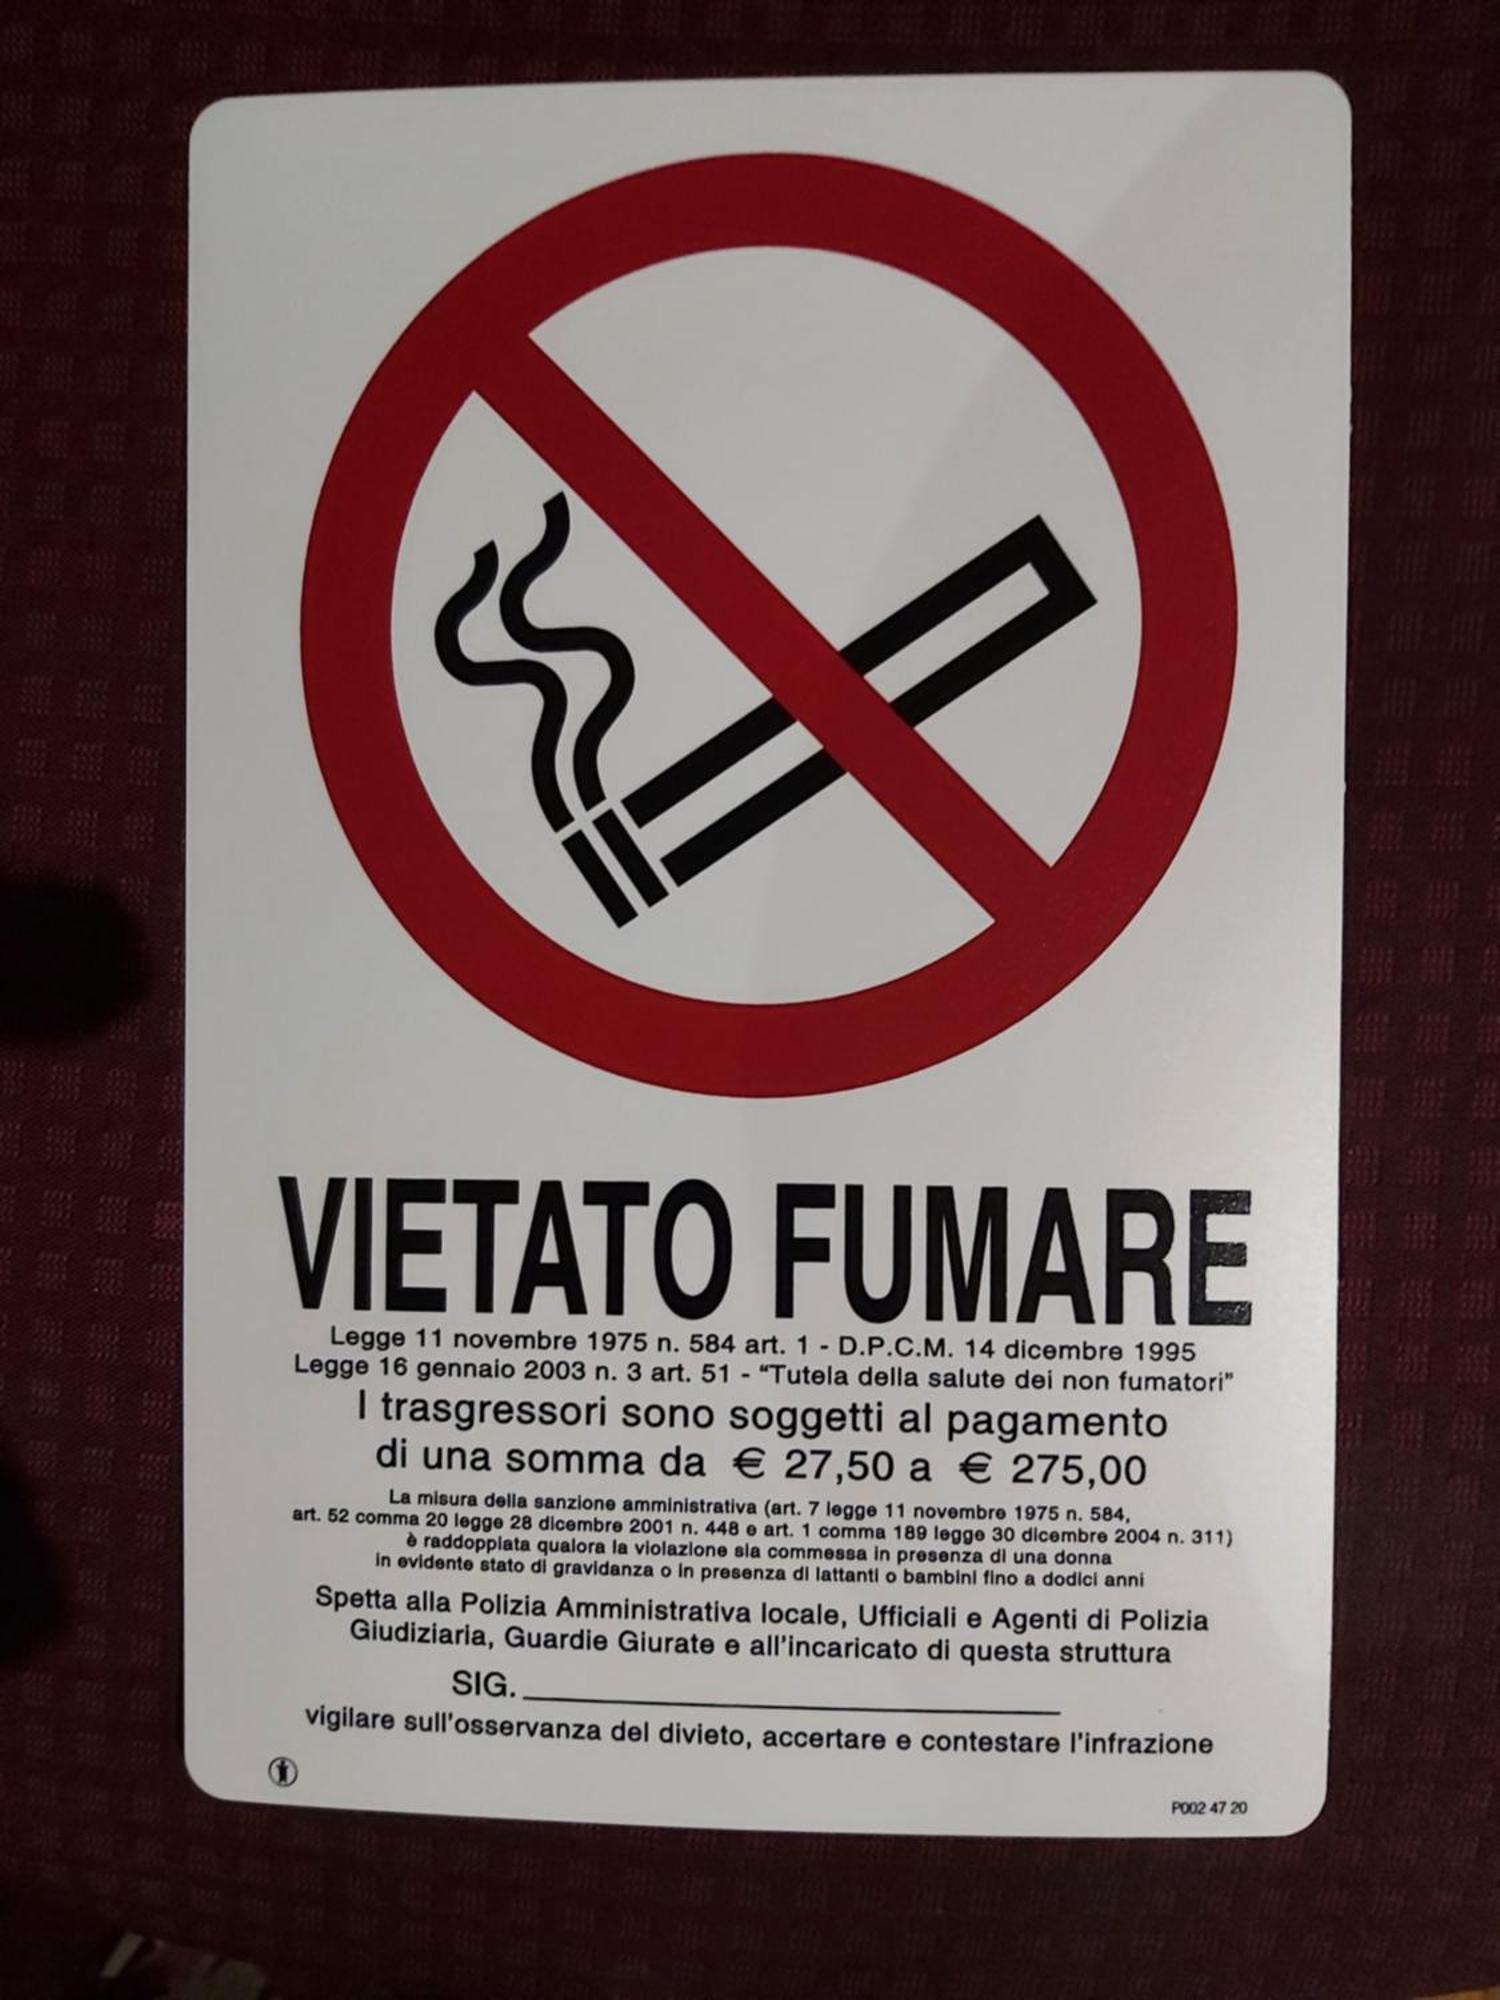 VIETATO FUMARE
Legge 11 novembre 1975 n. 584 art. 1 - D.P.C.M. 14 dicembre 1995
Legge 16 gennaio 2003 n. 3 art. 51 - “Tutela della salute dei non fumatori”
I trasgressori sono soggetti al pagamento
di una somma da € 27,50 a € 275,00
La misura della sanzione amministrativa (art. 7 legge 11 novembre 1975 n. 584,
art. 52 comma 20 legge 28 dicembre 2001 n. 448 e art. 1 comma 189 legge 30 dicembre 2004 n. 311)
è raddoppiata qualora la violazione sia commessa in presenza di una donna
in evidente stato di gravidanza o in presenza di lattanti o bambini fino a dodici anni
Spetta alla Polizia Amministrativa locale, Ufficiali e Agenti di Polizia
Giudiziaria, Guardie Giurate e all'incaricato di questa struttura
SIG.
vigilare sull'osservanza del divieto, accertare e contestare l'infrazione
P002 47 20